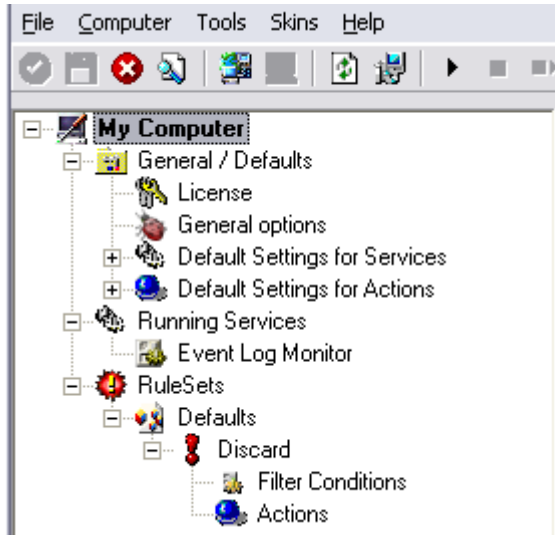 File Computer Tools Skins Help
My Computer
General / Defaults
License
General options
Default Settings for Services
Default Settings for Actions
Running Services
Event Log Monitor
RuleSets
Defaults
Discard
Filter Conditions
Actions